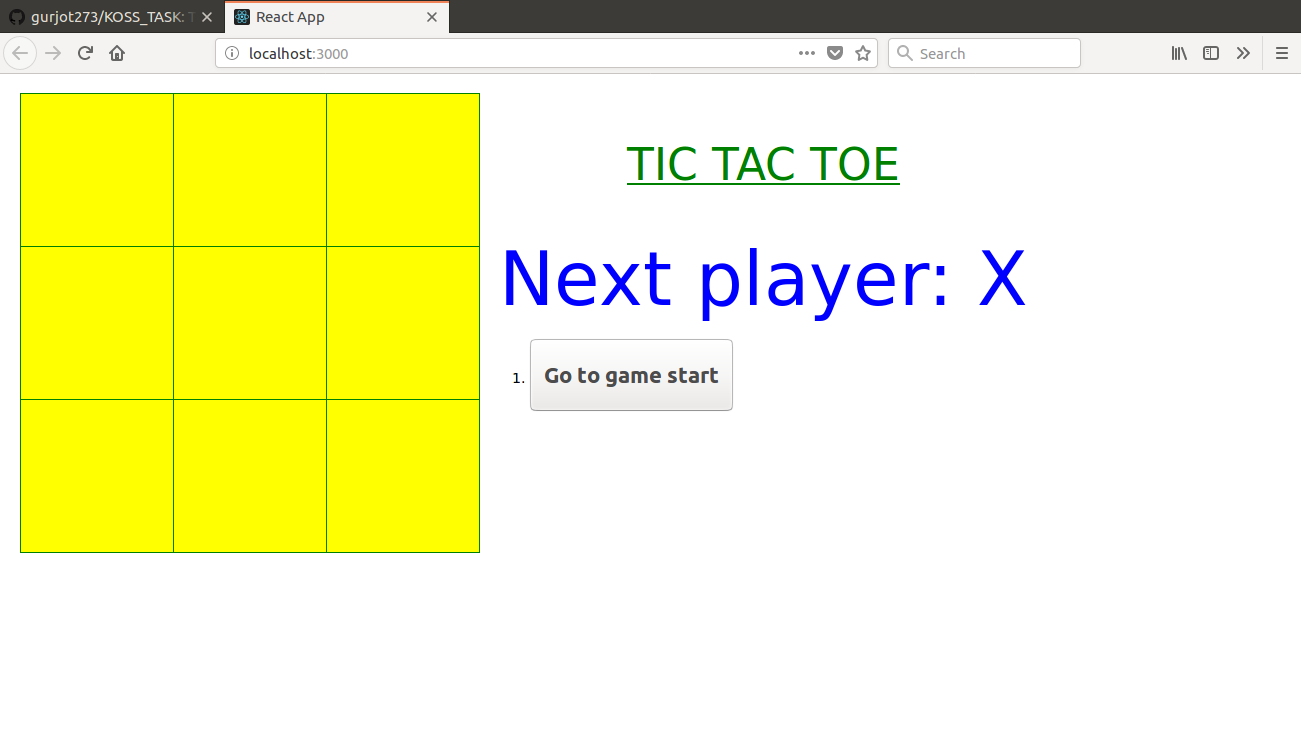 gurjot273/KOSS_TASK: T
React App
localhost:3000
Search
TIC TAC TOE
Next player: X
1. Go to game start